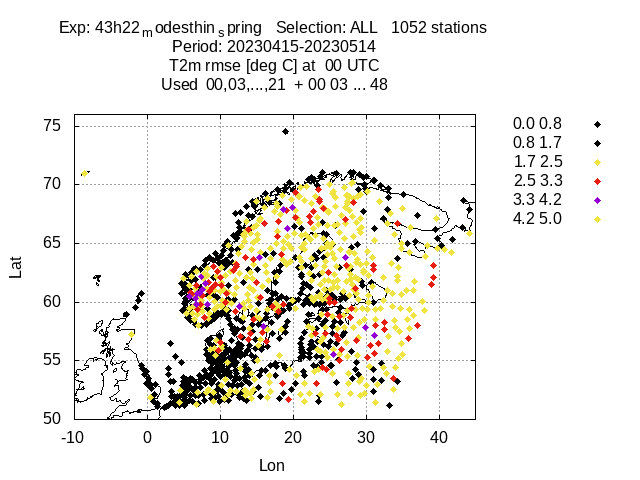 Exp: 43h22modesthinspring   Selection: ALL   1052 stations
Period: 20230415-20230514
T2m rmse [deg C] at  00 UTC
Used  00,03,...,21  + 00 03 ... 48
75
70
65
60
55
50
Lat
-10 0 10 20 30 40
Lon
0.0 0.8
0.8 1.7
1.7 2.5
2.5 3.3
3.3 4.2
4.2 5.0